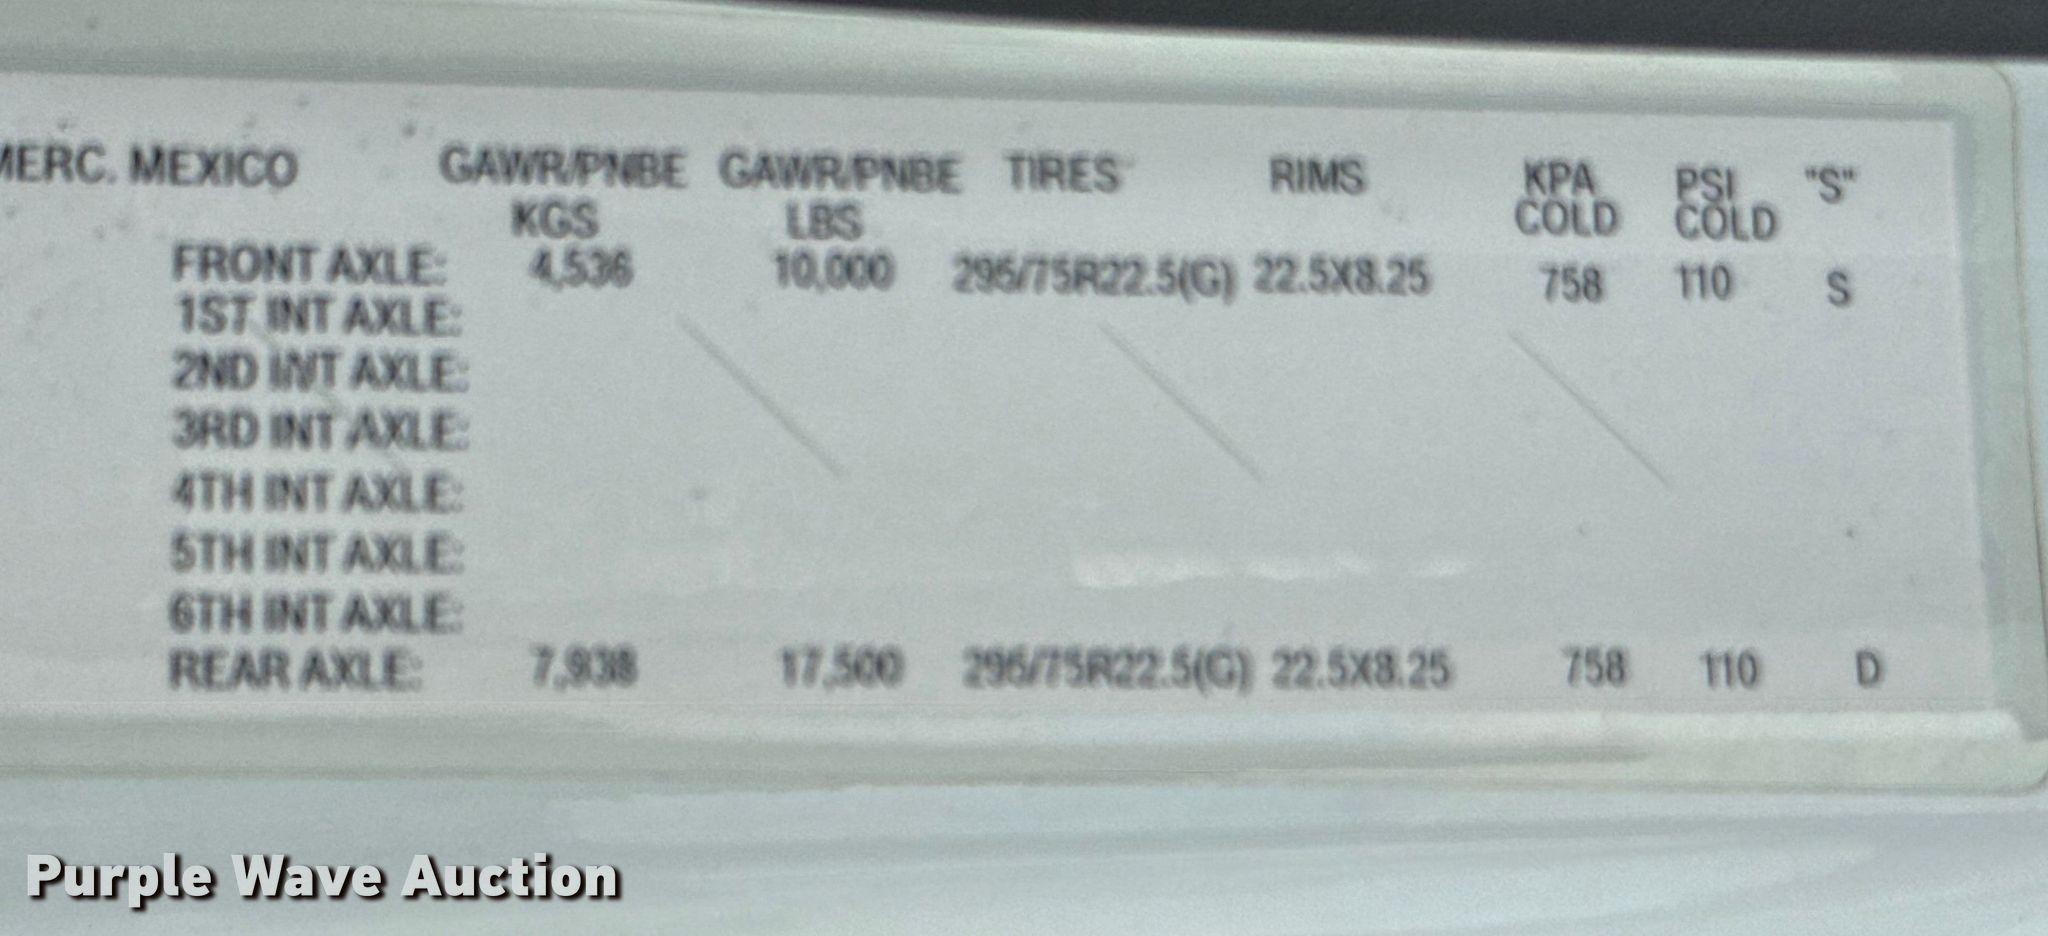 MERC. MEXICO GAWR/PNBE GAWR/PNBE TIRES RIMS KPA PSI "S"
KGS LBS COLD COLD
FRONT AXLE: 4,536 10,000 295/75R22.5(G) 22.5X8.25 758 110 S
1ST INT AXLE:
2ND INT AXLE:
3RD INT AXLE:
4TH INT AXLE:
5TH INT AXLE:
6TH INT AXLE:
REAR AXLE: 7,938 17,500 295/75R22.5(G) 22.5X8.25 758 110 D
Purple Wave Auction